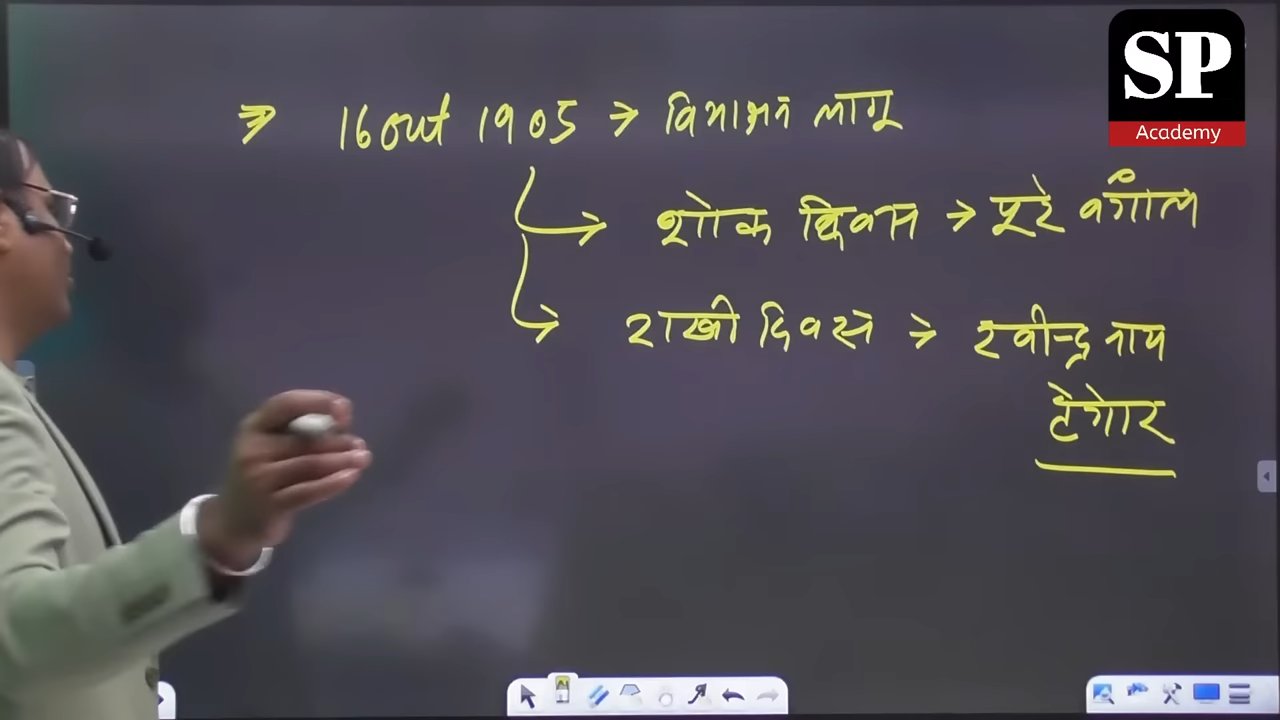 SP
Academy
⇒ 16 Oct 1905 → विभाजन लागू
→ शोक दिवस → पूरे बंगाल
→ राखी दिवस → रवीन्द्र नाथ
टैगोर